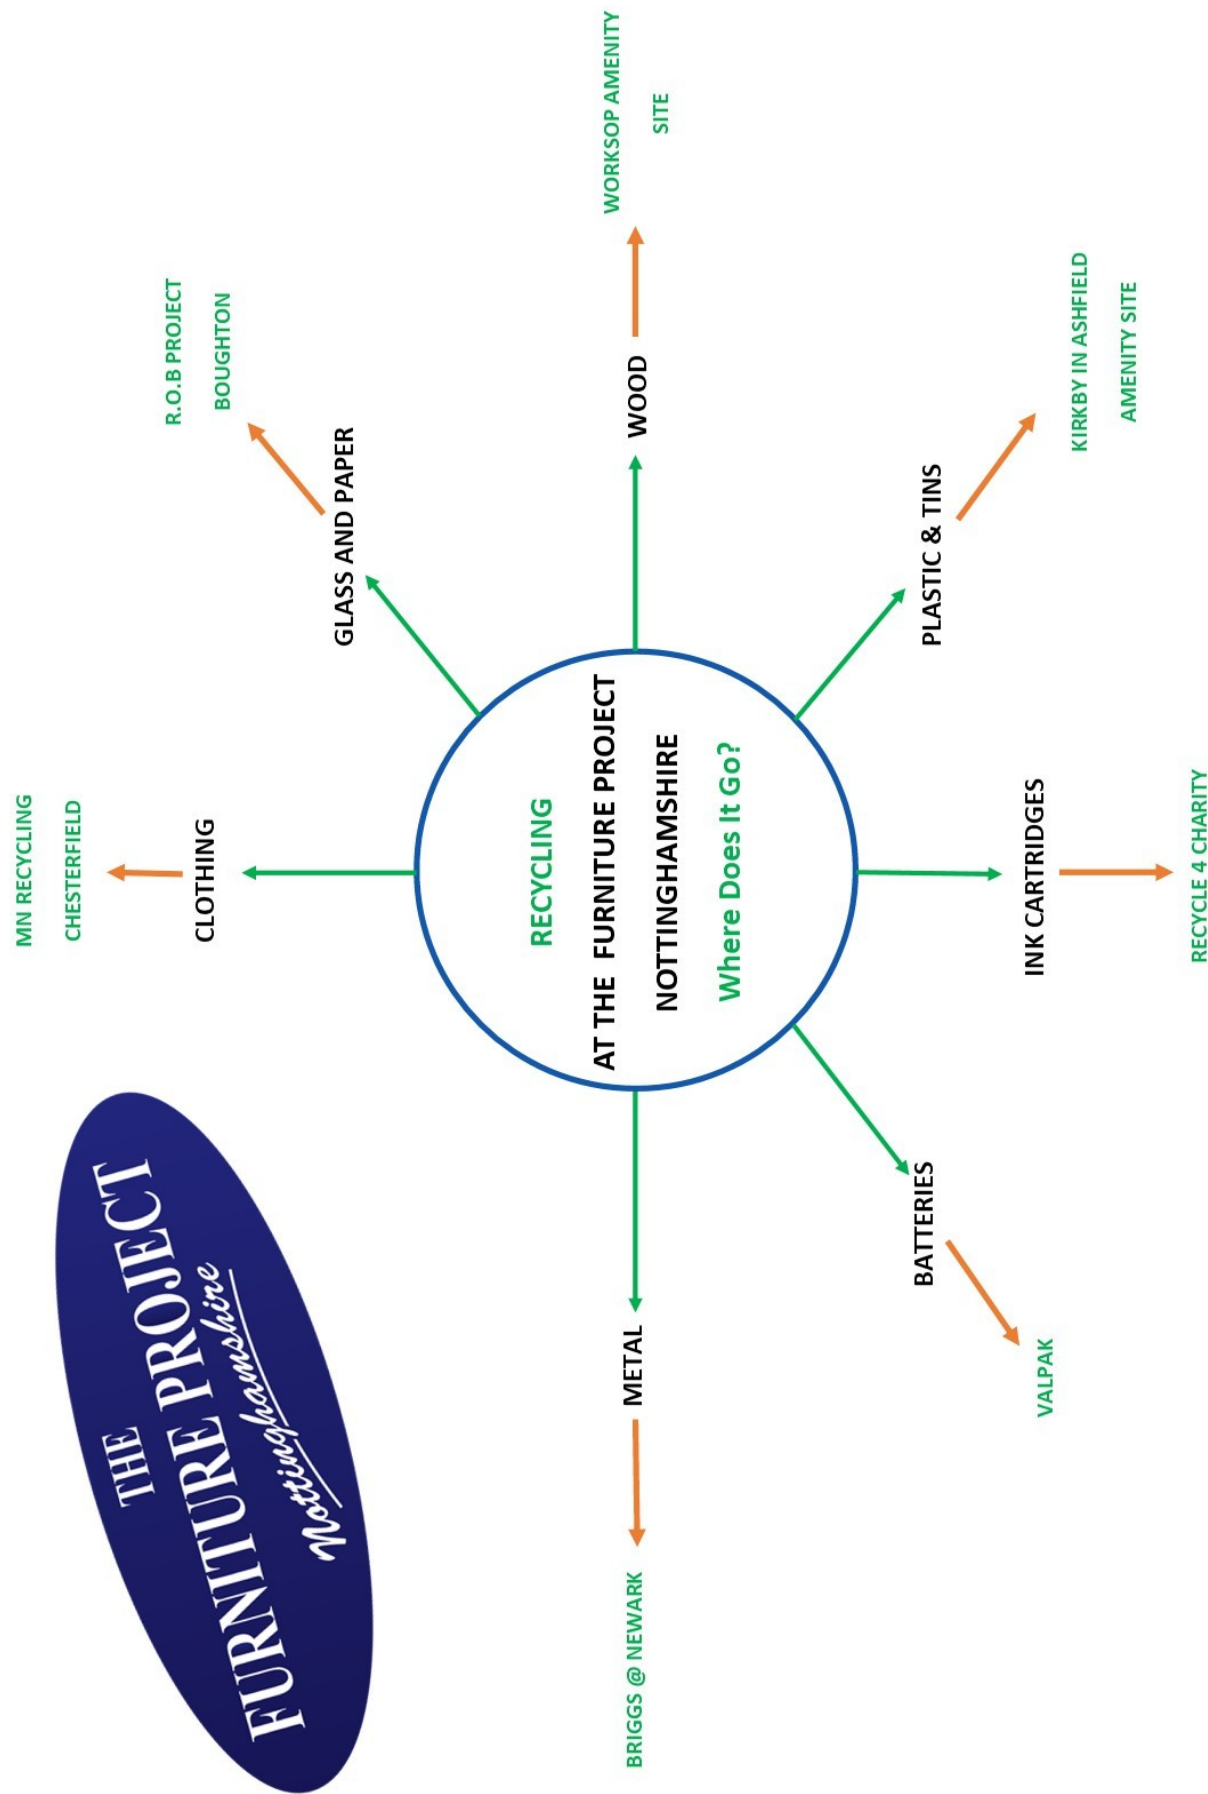 THE
FURNITURE PROJECT
Nottinghamshire
RECYCLING
AT THE FURNITURE PROJECT
NOTTINGHAMSHIRE
Where Does It Go?
CLOTHING
MN RECYCLING
CHESTERFIELD
GLASS AND PAPER
R.O.B PROJECT
BOUGHTON
WOOD
WORKSOP AMENITY
SITE
PLASTIC & TINS
KIRKBY IN ASHFIELD
AMENITY SITE
INK CARTRIDGES
RECYCLE 4 CHARITY
BATTERIES
VALPAK
METAL
BRIGGS @ NEWARK